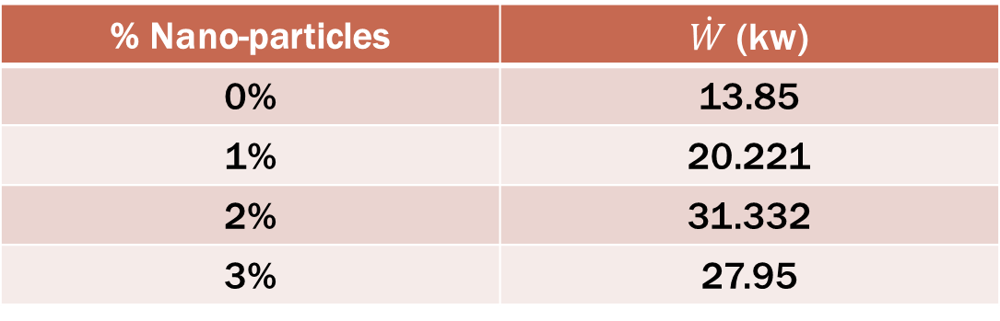 % Nano-particles Ẇ (kw)
0% 13.85
1% 20.221
2% 31.332
3% 27.95